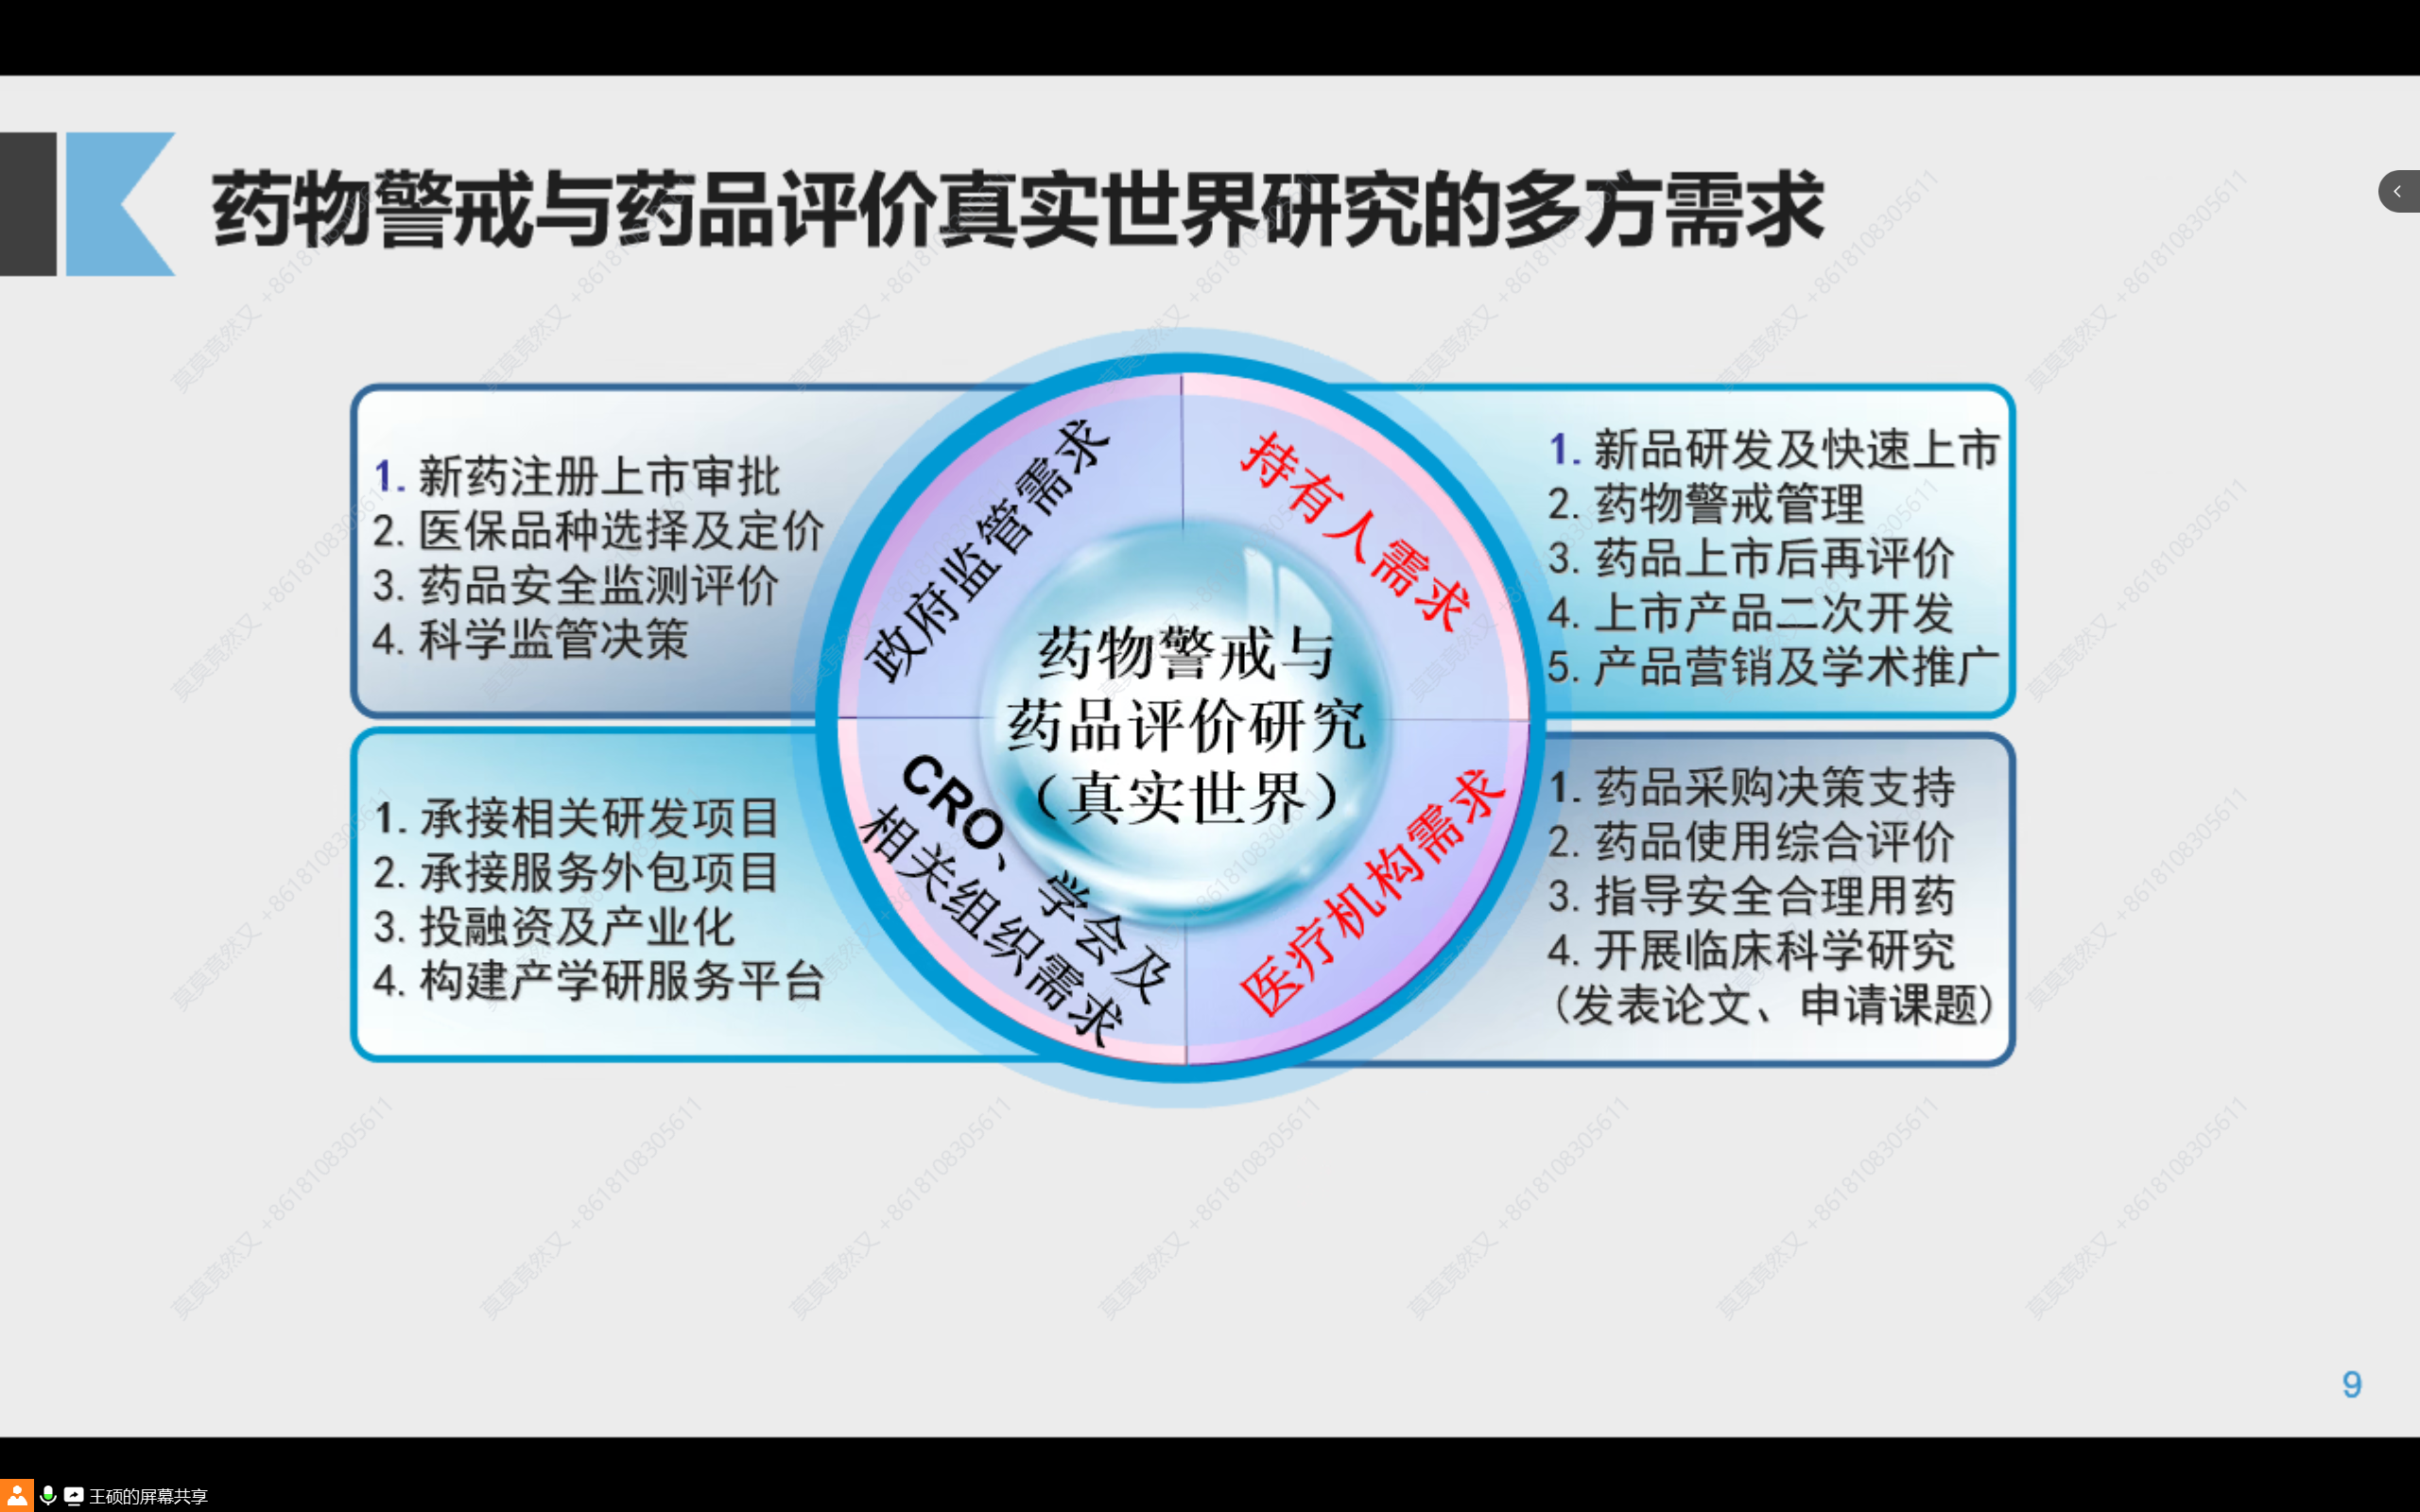 药物警戒与药品评价真实世界研究的多方需求
政府监管需求
1. 新药注册上市审批
2. 医保品种选择及定价
3. 药品安全监测评价
4. 科学监管决策
持有人需求
1. 新品研发及快速上市
2. 药物警戒管理
3. 药品上市后再评价
4. 上市产品二次开发
5. 产品营销及学术推广
药物警戒与
药品评价研究
（真实世界）
CRO、学会及
相关组织需求
1. 承接相关研发项目
2. 承接服务外包项目
3. 投融资及产业化
4. 构建产学研服务平台
医疗机构需求
1. 药品采购决策支持
2. 药品使用综合评价
3. 指导安全合理用药
4. 开展临床科学研究
（发表论文、申请课题）
9
王硕的屏幕共享